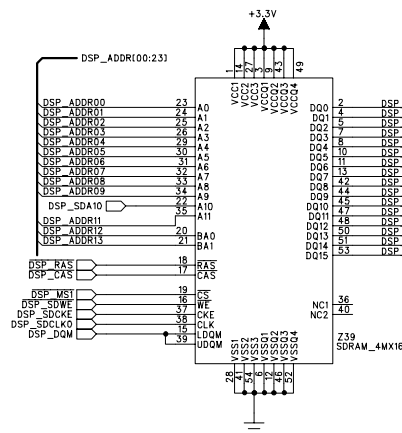 +3.3V
DSP_ADDR[00:23]
1 14 27 3 9 43 49
VCC1 VCC2 VCC3 VCCQ1 VCCQ2 VCCQ3 VCCQ4
DSP_ADDR00 23 A0 DQ0 2 DSP
DSP_ADDR01 24 A1 DQ1 4 DSP
DSP_ADDR02 25 A2 DQ2 5 DSP
DSP_ADDR03 26 A3 DQ3 7 DSP
DSP_ADDR04 29 A4 DQ4 8 DSP
DSP_ADDR05 30 A5 DQ5 10 DSP
DSP_ADDR06 31 A6 DQ6 11 DSP
DSP_ADDR07 32 A7 DQ7 13 DSP
DSP_ADDR08 33 A8 DQ8 42 DSP
DSP_ADDR09 34 A9 DQ9 44 DSP
DSP_SDA10 22 A10 DQ10 45 DSP
DSP_ADDR11 35 A11 DQ11 47 DSP
DSP_ADDR12 20 BA0 DQ12 48 DSP
DSP_ADDR13 21 BA1 DQ13 50 DSP
DQ14 51 DSP
DQ15 53 DSP
DSP_RAS 18 RAS
DSP_CAS 17 CAS
DSP_MS1 19 CS
DSP_SDWE 16 WE NC1 36
DSP_SDCKE 37 CKE NC2 40
DSP_SDCLK0 38 CLK
DSP_DQM 15 LDQM
39 UDQM
Z39
SDRAM_4MX16
VSS1 VSS2 VSS3 VSSQ1 VSSQ2 VSSQ3 VSSQ4
28 41 54 6 12 46 52